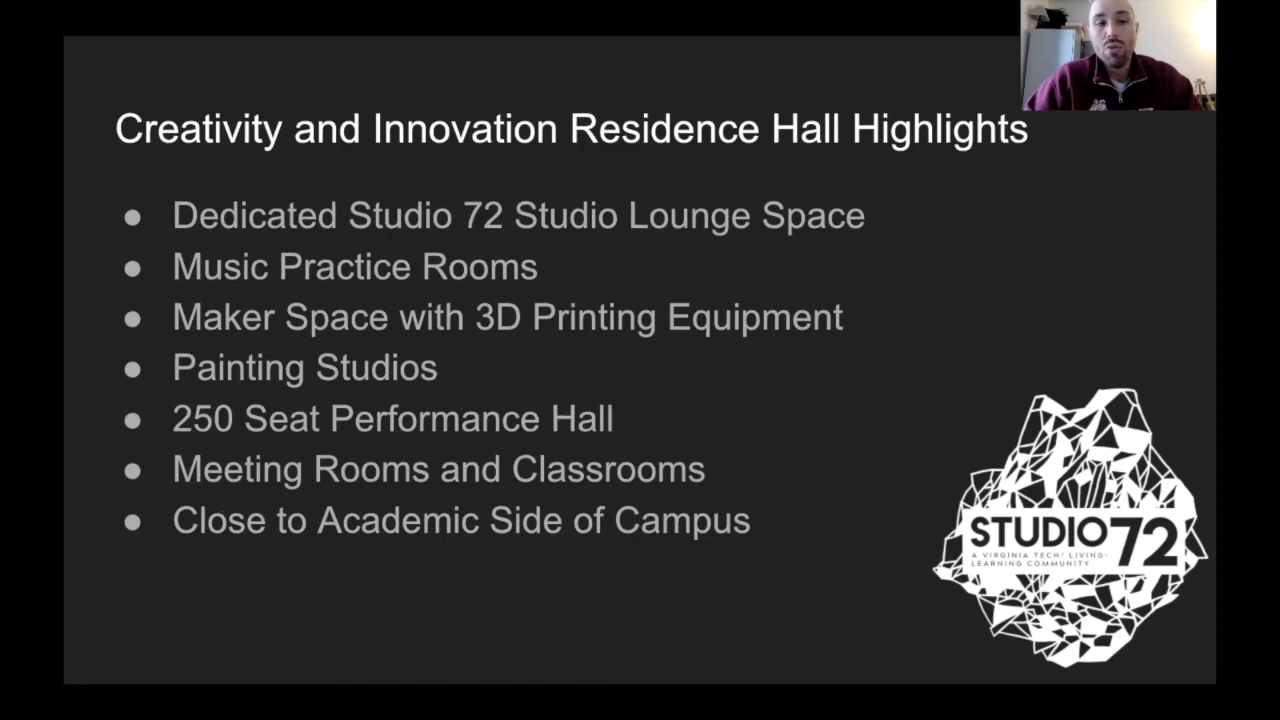 Creativity and Innovation Residence Hall Highlights
● Dedicated Studio 72 Studio Lounge Space
● Music Practice Rooms
● Maker Space with 3D Printing Equipment
● Painting Studios
● 250 Seat Performance Hall
● Meeting Rooms and Classrooms
● Close to Academic Side of Campus
STUDIO72
A VIRGINIA TECH® LIVING-
LEARNING COMMUNITY